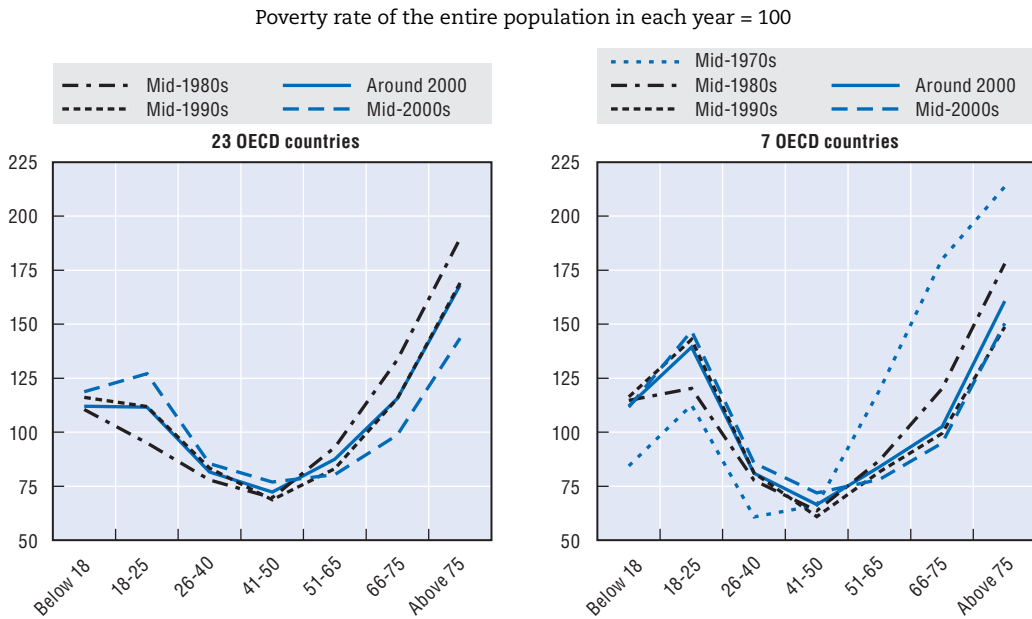 Poverty rate of the entire population in each year = 100
Mid-1980s Around 2000
Mid-1990s Mid-2000s
23 OECD countries
225
200
175
150
125
100
75
50
Below 18 18-25 26-40 41-50 51-65 66-75 Above 75
Mid-1970s
Mid-1980s Around 2000
Mid-1990s Mid-2000s
7 OECD countries
225
200
175
150
125
100
75
50
Below 18 18-25 26-40 41-50 51-65 66-75 Above 75